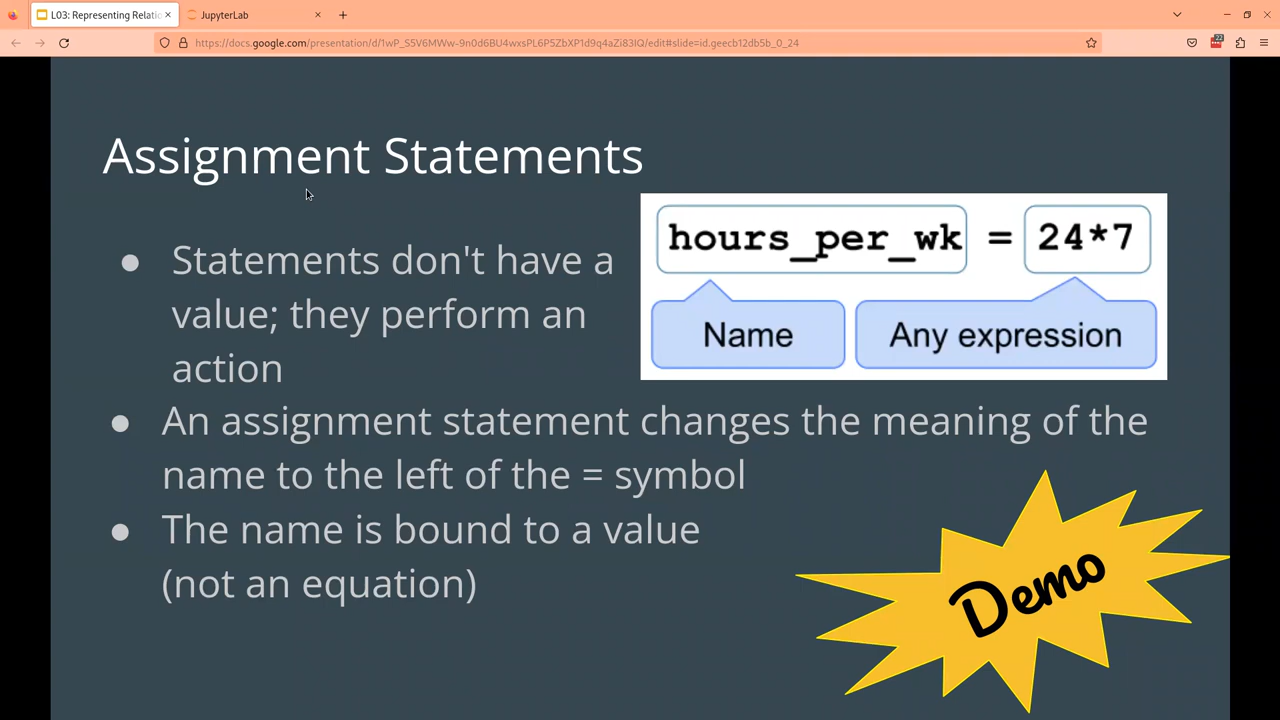 L03: Representing Relatio
JupyterLab
https://docs.google.com/presentation/d/1wP_S5V6MWw-9n0d6BU4wxsPL6P5ZbXP1d9q4aZi83IQ/edit#slide=id.geecb12db5b_0_24
22
Assignment Statements
hours_per_wk = 24*7
Name
Any expression
● Statements don't have a
value; they perform an
action
● An assignment statement changes the meaning of the
name to the left of the = symbol
● The name is bound to a value
(not an equation)
Demo